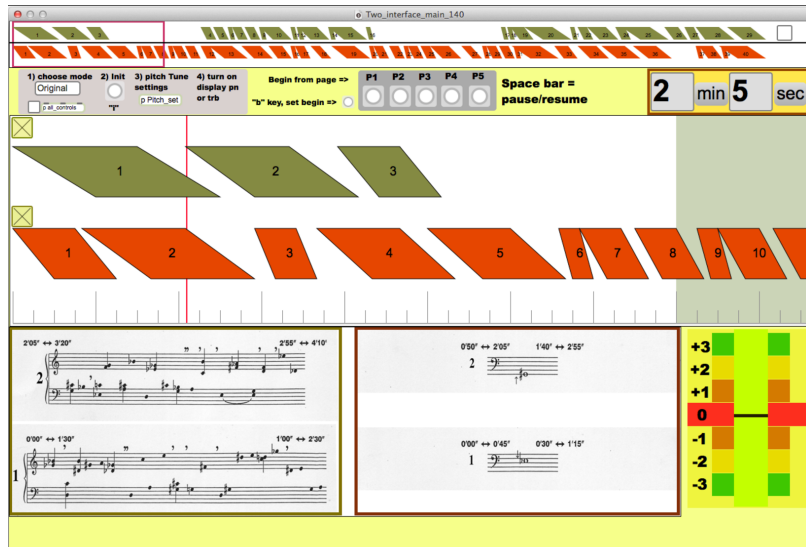 Two_interface_main_140
1) choose mode
Original
p all_controls
2) Init
"i"
3) pitch Tune
settings
p Pitch_set
4) turn on
display pn
or trb
Begin from page =>
"b" key, set begin =>
P1 P2 P3 P4 P5
Space bar =
pause/resume
2 min 5 sec
1 2 3
1 2 3 4 5 6 7 8 9 10
2'05" ↔ 3'20" 2'55" ↔ 4'10'
2
0'00" ↔ 1'30" 1'00" ↔ 2'30"
1
0'50" ↔ 2'05" 1'40" ↔ 2'55"
2
0'00" ↔ 0'45" 0'30" ↔ 1'15"
1
+3
+2
+1
0
-1
-2
-3